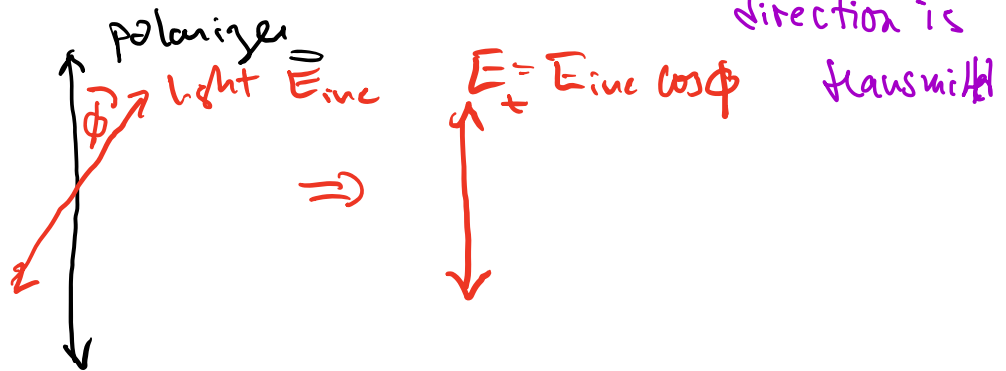 direction is
transmitted
polarizer
light E_inc
ϕ
E_t = E_inc cosϕ
⇒